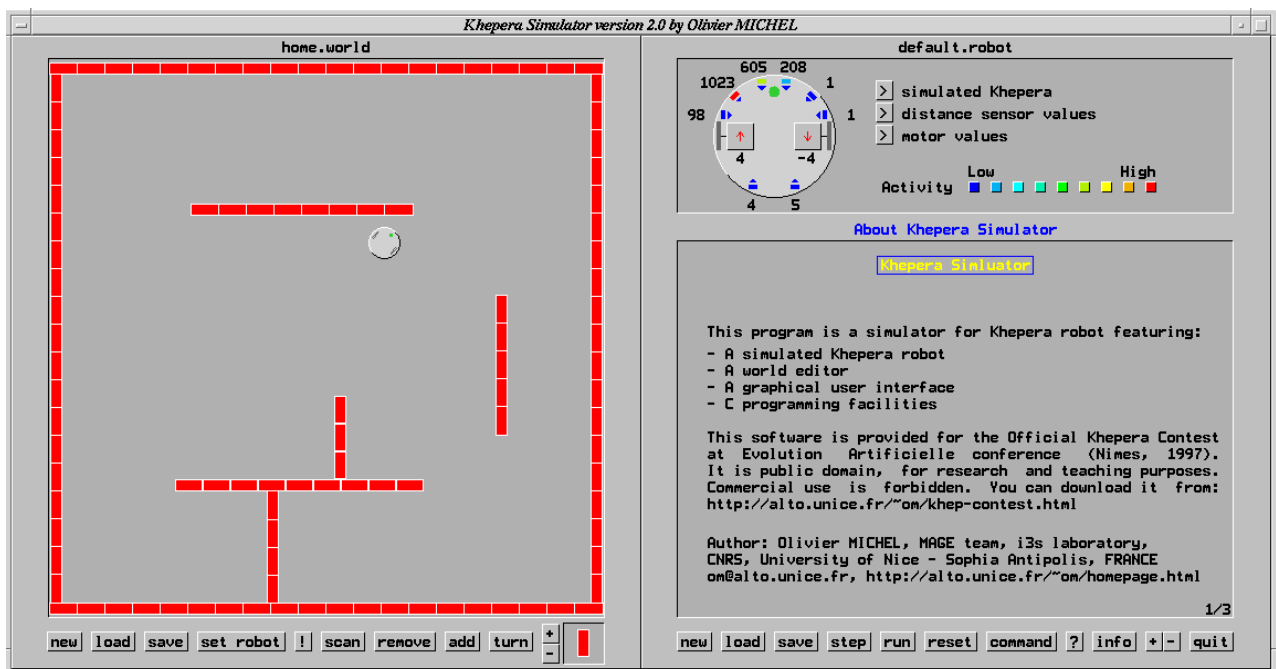 Khepera Simulator version 2.0 by Olivier MICHEL
home.world
new load save set robot ! scan remove add turn + -
default.robot
605 208
1023 1
98 1
4 -4
4 5
> simulated Khepera
> distance sensor values
> motor values
Low High
Activity
About Khepera Simulator
Khepera Simluator
This program is a simulator for Khepera robot featuring:
- A simulated Khepera robot
- A world editor
- A graphical user interface
- C programming facilities
This software is provided for the Official Khepera Contest
at Evolution Artificielle conference (Nimes, 1997).
It is public domain, for research and teaching purposes.
Commercial use is forbidden. You can download it from:
http://alto.unice.fr/~om/khep-contest.html
Author: Olivier MICHEL, MAGE team, i3s laboratory,
CNRS, University of Nice - Sophia Antipolis, FRANCE
om@alto.unice.fr, http://alto.unice.fr/~om/homepage.html
1/3
new load save step run reset command ? info + - quit